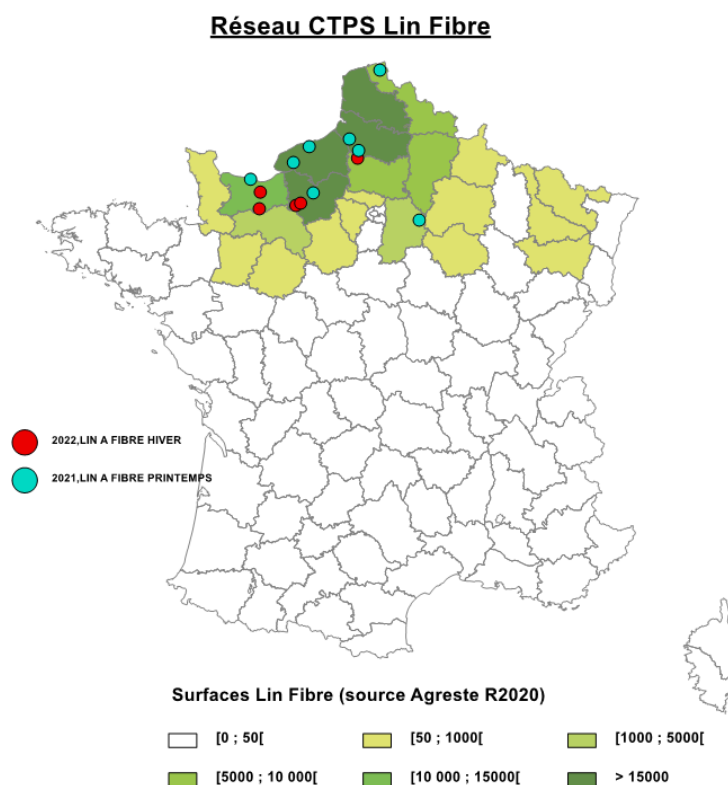 Réseau CTPS Lin Fibre
2022,LIN A FIBRE HIVER
2021,LIN A FIBRE PRINTEMPS
Surfaces Lin Fibre (source Agreste R2020)
[0 ; 50[ [50 ; 1000[ [1000 ; 5000[
[5000 ; 10 000[ [10 000 ; 15000[ > 15000